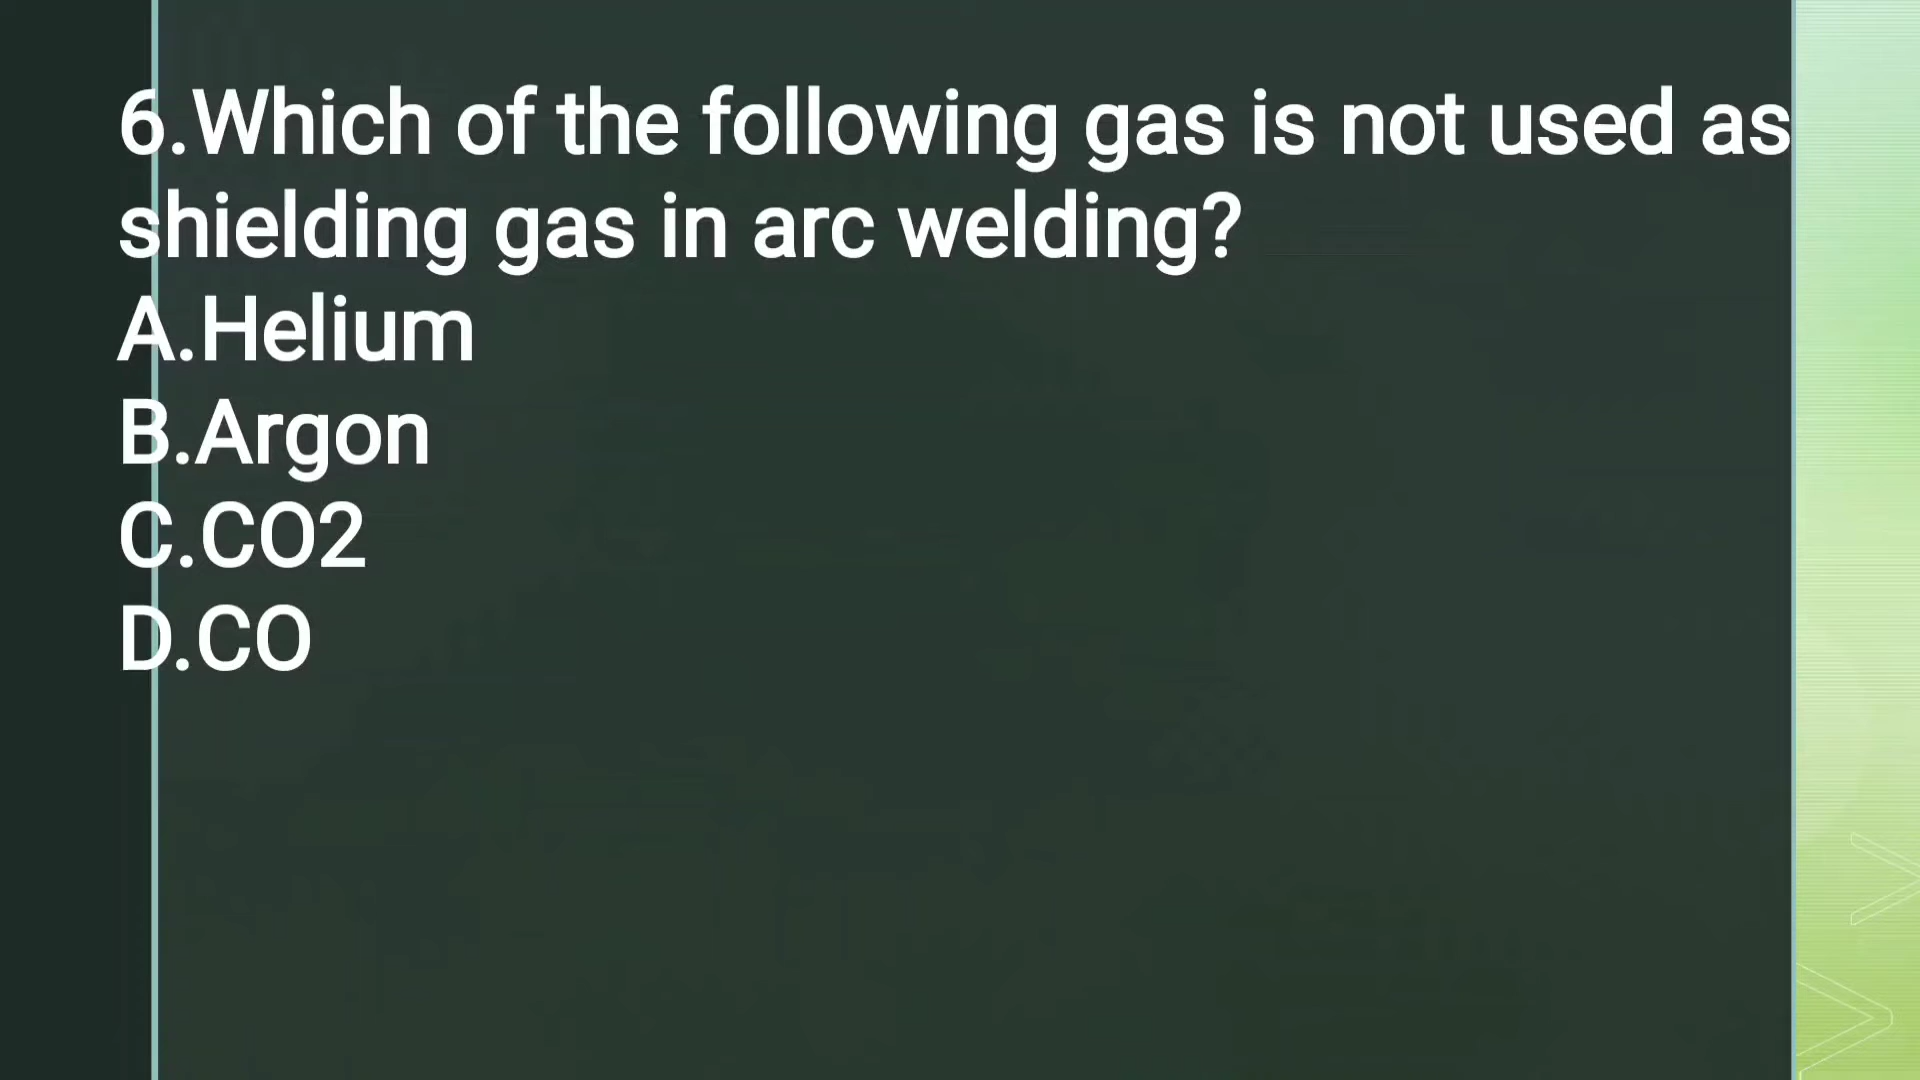 6.Which of the following gas is not used as
shielding gas in arc welding?
A.Helium
B.Argon
C.CO2
D.CO